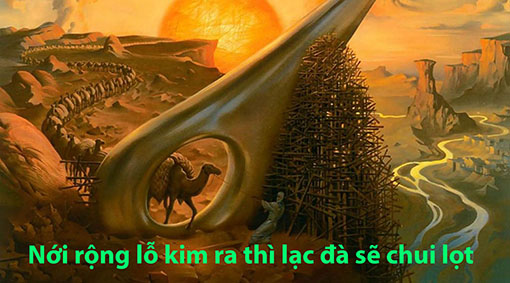 Nới rộng lỗ kim ra thì lạc đà sẽ chui lọt